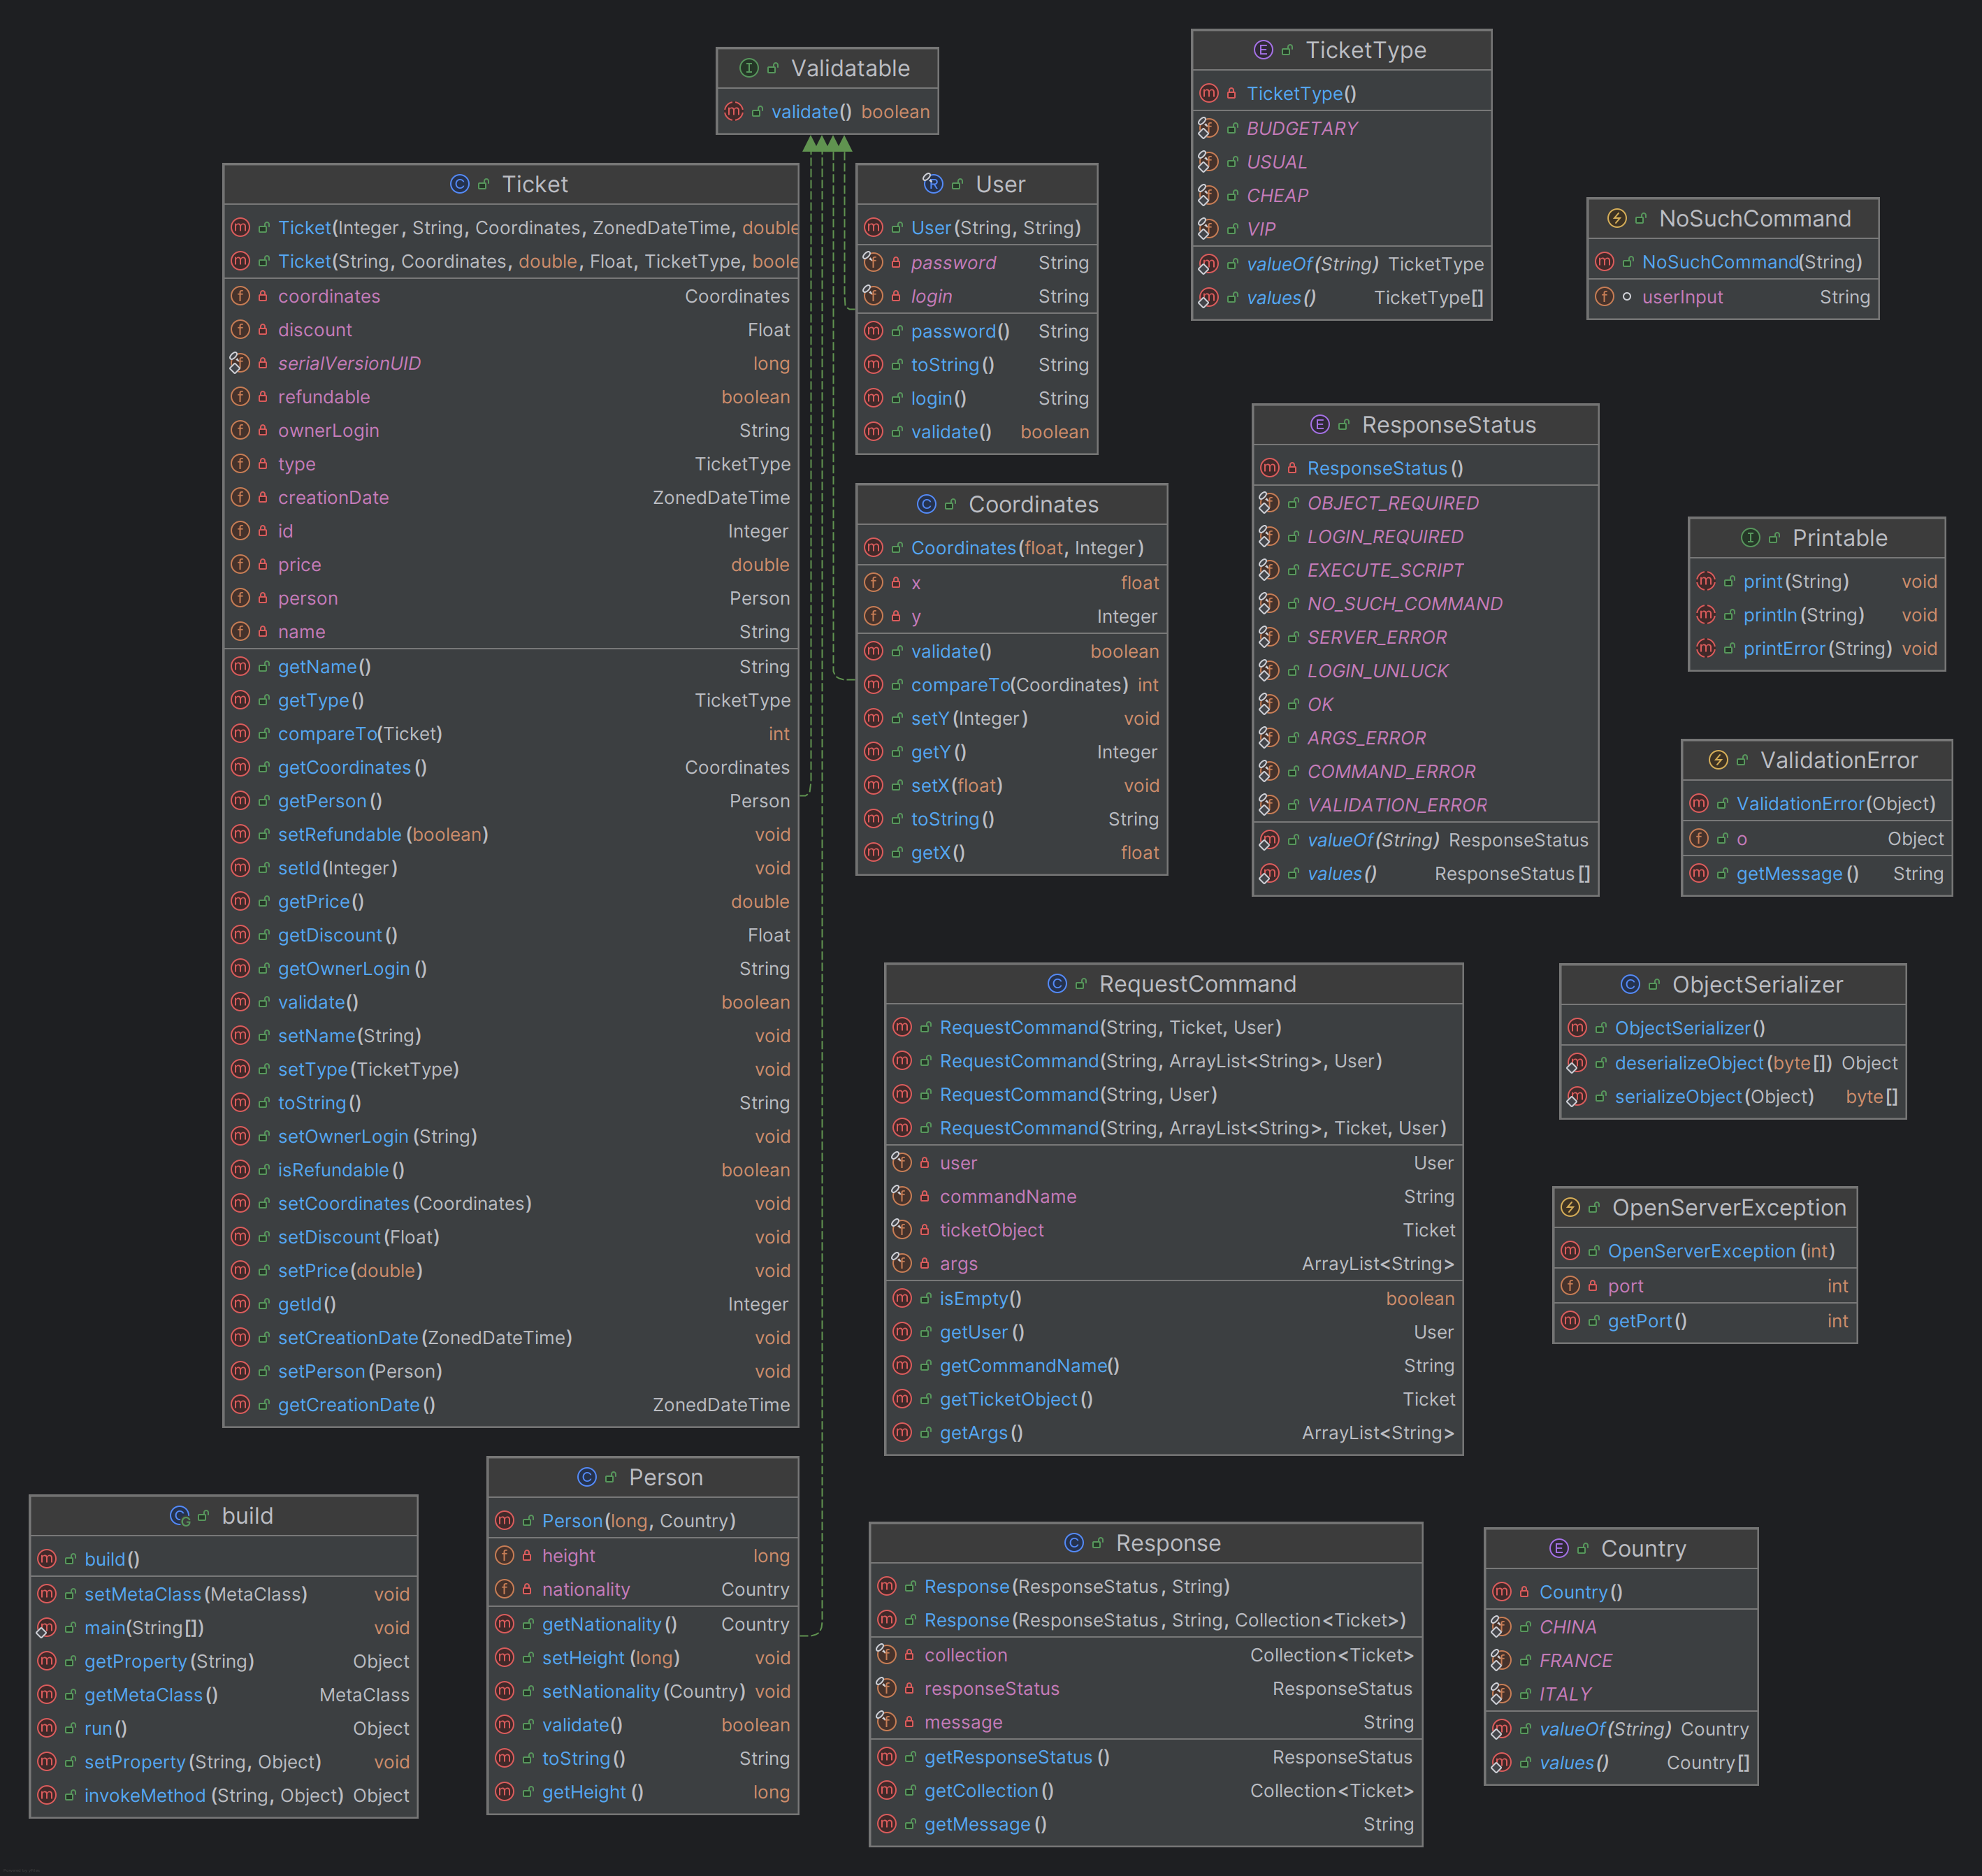 Validatable
validate() boolean
Ticket
Ticket(Integer, String, Coordinates, ZonedDateTime, double
Ticket(String, Coordinates, double, Float, TicketType, boole
coordinates Coordinates
discount Float
serialVersionUID long
refundable boolean
ownerLogin String
type TicketType
creationDate ZonedDateTime
id Integer
price double
person Person
name String
getName() String
getType() TicketType
compareTo(Ticket) int
getCoordinates() Coordinates
getPerson() Person
setRefundable(boolean) void
setId(Integer) void
getPrice() double
getDiscount() Float
getOwnerLogin() String
validate() boolean
setName(String) void
setType(TicketType) void
toString() String
setOwnerLogin(String) void
isRefundable() boolean
setCoordinates(Coordinates) void
setDiscount(Float) void
setPrice(double) void
getId() Integer
setCreationDate(ZonedDateTime) void
setPerson(Person) void
getCreationDate() ZonedDateTime
User
User(String, String)
password String
login String
password() String
toString() String
login() String
validate() boolean
Coordinates
Coordinates(float, Integer)
x float
y Integer
validate() boolean
compareTo(Coordinates) int
setY(Integer) void
getY() Integer
setX(float) void
toString() String
getX() float
TicketType
TicketType()
BUDGETARY
USUAL
CHEAP
VIP
valueOf(String) TicketType
values() TicketType[]
NoSuchCommand
NoSuchCommand(String)
userInput String
ResponseStatus
ResponseStatus()
OBJECT_REQUIRED
LOGIN_REQUIRED
EXECUTE_SCRIPT
NO_SUCH_COMMAND
SERVER_ERROR
LOGIN_UNLUCK
OK
ARGS_ERROR
COMMAND_ERROR
VALIDATION_ERROR
valueOf(String) ResponseStatus
values() ResponseStatus[]
Printable
print(String) void
println(String) void
printError(String) void
ValidationError
ValidationError(Object)
o Object
getMessage() String
RequestCommand
RequestCommand(String, Ticket, User)
RequestCommand(String, ArrayList<String>, User)
RequestCommand(String, User)
RequestCommand(String, ArrayList<String>, Ticket, User)
user User
commandName String
ticketObject Ticket
args ArrayList<String>
isEmpty() boolean
getUser() User
getCommandName() String
getTicketObject() Ticket
getArgs() ArrayList<String>
ObjectSerializer
ObjectSerializer()
deserializeObject(byte[]) Object
serializeObject(Object) byte[]
OpenServerException
OpenServerException(int)
port int
getPort() int
build
build()
setMetaClass(MetaClass) void
main(String[]) void
getProperty(String) Object
getMetaClass() MetaClass
run() Object
setProperty(String, Object) void
invokeMethod(String, Object) Object
Person
Person(long, Country)
height long
nationality Country
getNationality() Country
setHeight(long) void
setNationality(Country) void
validate() boolean
toString() String
getHeight() long
Response
Response(ResponseStatus, String)
Response(ResponseStatus, String, Collection<Ticket>)
collection Collection<Ticket>
responseStatus ResponseStatus
message String
getResponseStatus() ResponseStatus
getCollection() Collection<Ticket>
getMessage() String
Country
Country()
CHINA
FRANCE
ITALY
valueOf(String) Country
values() Country[]